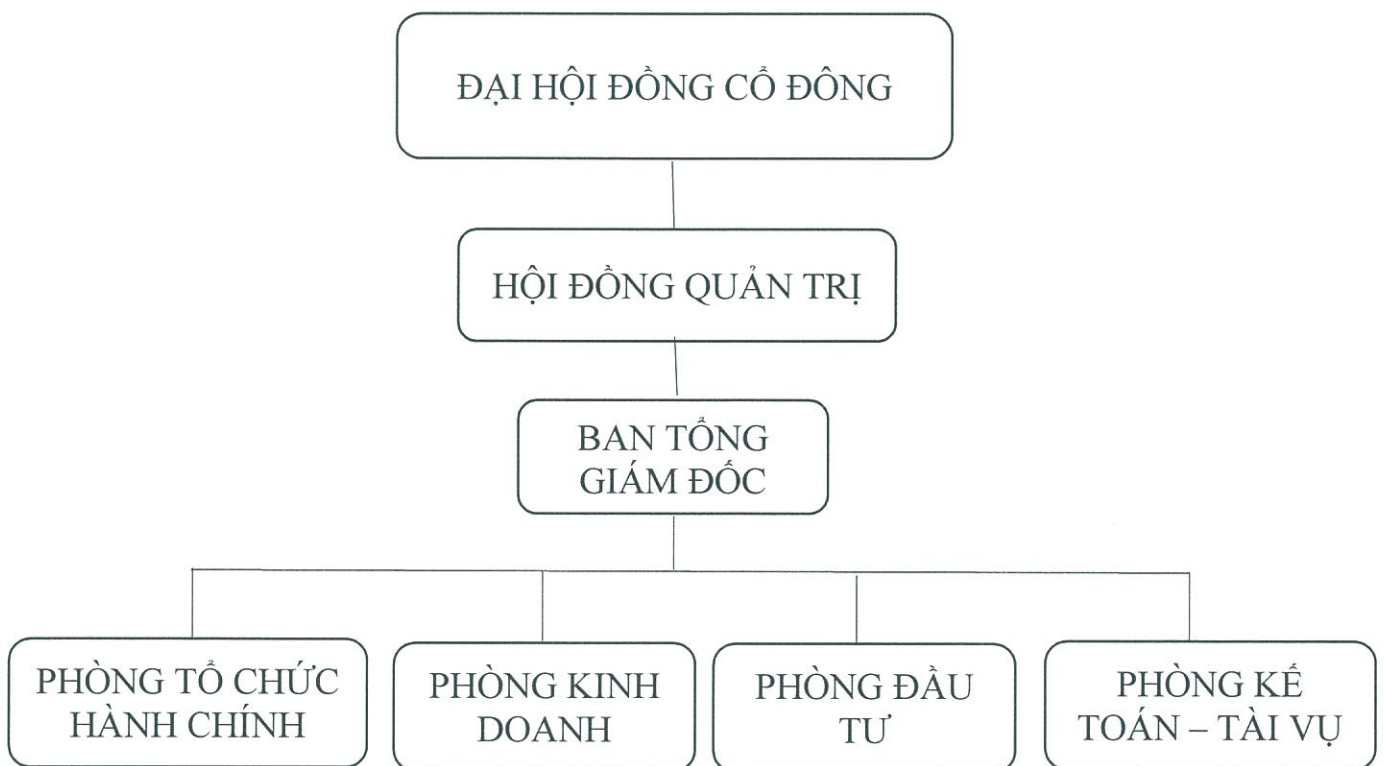 ĐẠI HỘI ĐỒNG CỔ ĐÔNG
HỘI ĐỒNG QUẢN TRỊ
BAN TỔNG
GIÁM ĐỐC
PHÒNG TỔ CHỨC
HÀNH CHÍNH
PHÒNG KINH
DOANH
PHÒNG ĐẦU
TƯ
PHÒNG KẾ
TOÁN – TÀI VỤ